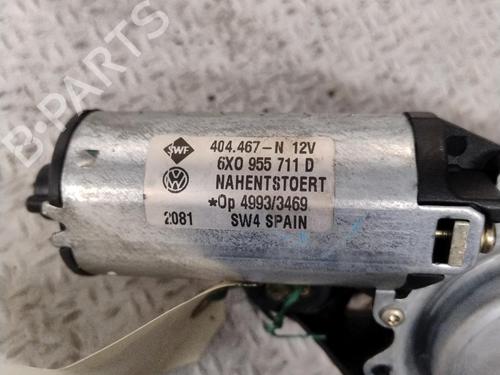 B-PARTS
SWF 404.467-N 12V
6X0 955 711 D
NAHENTSTOERT
*Op 4993/3469
2081 SW4 SPAIN